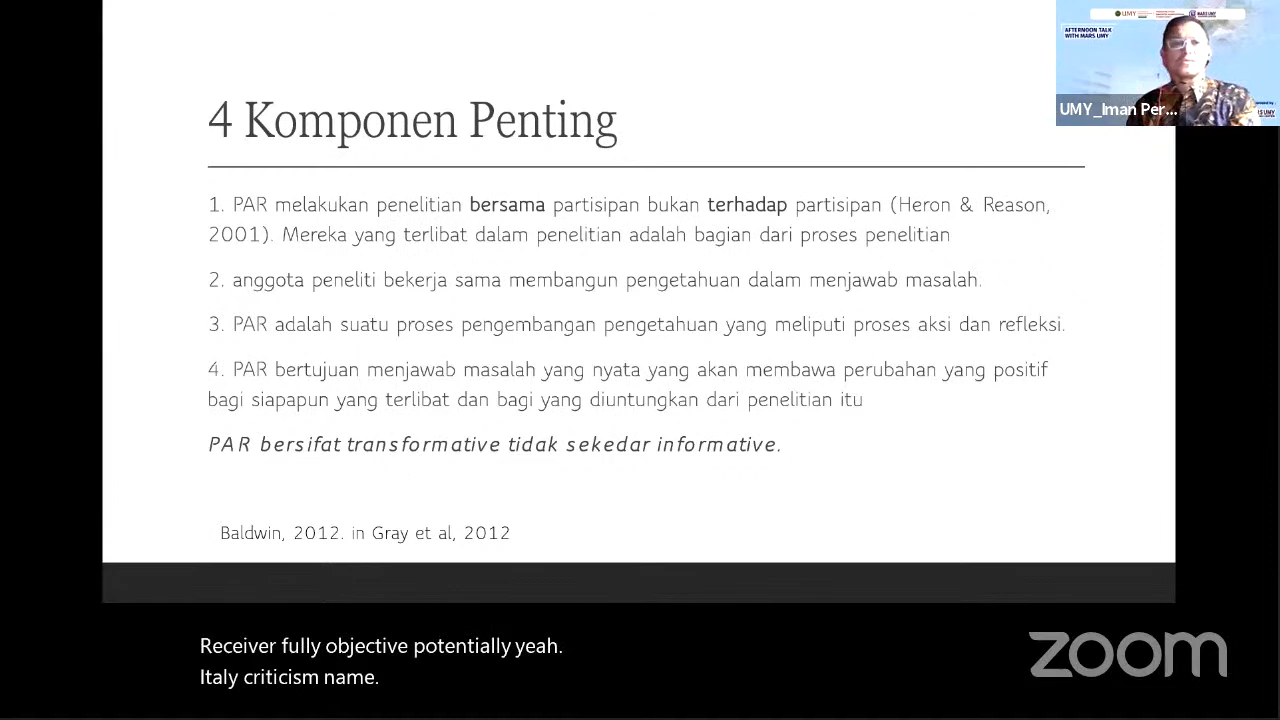 UMY
AFTERNOON TALK
WITH MARS UMY
UMY_Iman Per...
4 Komponen Penting
1. PAR melakukan penelitian bersama partisipan bukan terhadap partisipan (Heron & Reason,
2001). Mereka yang terlibat dalam penelitian adalah bagian dari proses penelitian
2. anggota peneliti bekerja sama membangun pengetahuan dalam menjawab masalah.
3. PAR adalah suatu proses pengembangan pengetahuan yang meliputi proses aksi dan refleksi.
4. PAR bertujuan menjawab masalah yang nyata yang akan membawa perubahan yang positif
bagi siapapun yang terlibat dan bagi yang diuntungkan dari penelitian itu
PAR bersifat transformative tidak sekedar informative.
Baldwin, 2012. in Gray et al, 2012
Receiver fully objective potentially yeah.
Italy criticism name.
zoom